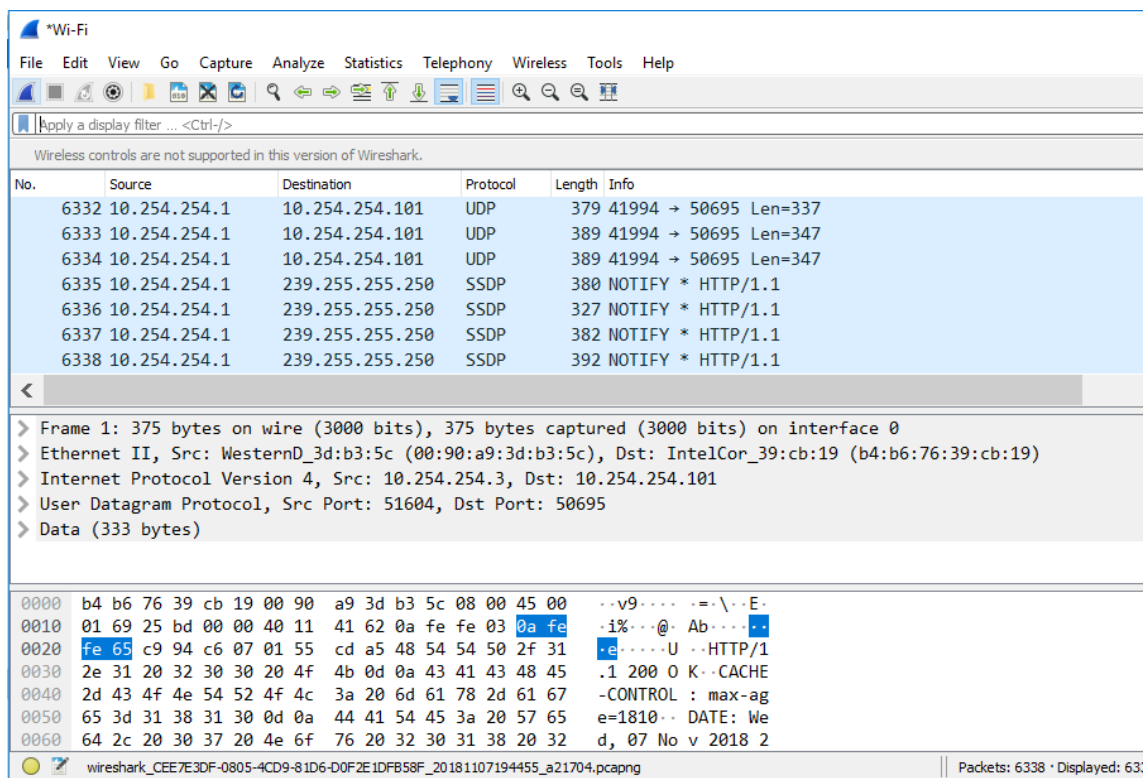 *Wi-Fi
File Edit View Go Capture Analyze Statistics Telephony Wireless Tools Help
Apply a display filter ... <Ctrl-/>
Wireless controls are not supported in this version of Wireshark.
No. Source Destination Protocol Length Info
6332 10.254.254.1 10.254.254.101 UDP 379 41994 → 50695 Len=337
6333 10.254.254.1 10.254.254.101 UDP 389 41994 → 50695 Len=347
6334 10.254.254.1 10.254.254.101 UDP 389 41994 → 50695 Len=347
6335 10.254.254.1 239.255.255.250 SSDP 380 NOTIFY * HTTP/1.1
6336 10.254.254.1 239.255.255.250 SSDP 327 NOTIFY * HTTP/1.1
6337 10.254.254.1 239.255.255.250 SSDP 382 NOTIFY * HTTP/1.1
6338 10.254.254.1 239.255.255.250 SSDP 392 NOTIFY * HTTP/1.1
Frame 1: 375 bytes on wire (3000 bits), 375 bytes captured (3000 bits) on interface 0
Ethernet II, Src: WesternD_3d:b3:5c (00:90:a9:3d:b3:5c), Dst: IntelCor_39:cb:19 (b4:b6:76:39:cb:19)
Internet Protocol Version 4, Src: 10.254.254.3, Dst: 10.254.254.101
User Datagram Protocol, Src Port: 51604, Dst Port: 50695
Data (333 bytes)
0000 b4 b6 76 39 cb 19 00 90 a9 3d b3 5c 08 00 45 00 ··v9···· ·=·\··E·
0010 01 69 25 bd 00 00 40 11 41 62 0a fe fe 03 0a fe ·i%···@· Ab······
0020 fe 65 c9 94 c6 07 01 55 cd a5 48 54 54 50 2f 31 ·e·····U ··HTTP/1
0030 2e 31 20 32 30 30 20 4f 4b 0d 0a 43 41 43 48 45 .1 200 O K··CACHE
0040 2d 43 4f 4e 54 52 4f 4c 3a 20 6d 61 78 2d 61 67 -CONTROL : max-ag
0050 65 3d 31 38 31 30 0d 0a 44 41 54 45 3a 20 57 65 e=1810·· DATE: We
0060 64 2c 20 30 37 20 4e 6f 76 20 32 30 31 38 20 32 d, 07 No v 2018 2
wireshark_CEE7E3DF-0805-4CD9-81D6-D0F2E1DFB58F_20181107194455_a21704.pcapng Packets: 6338 · Displayed: 633